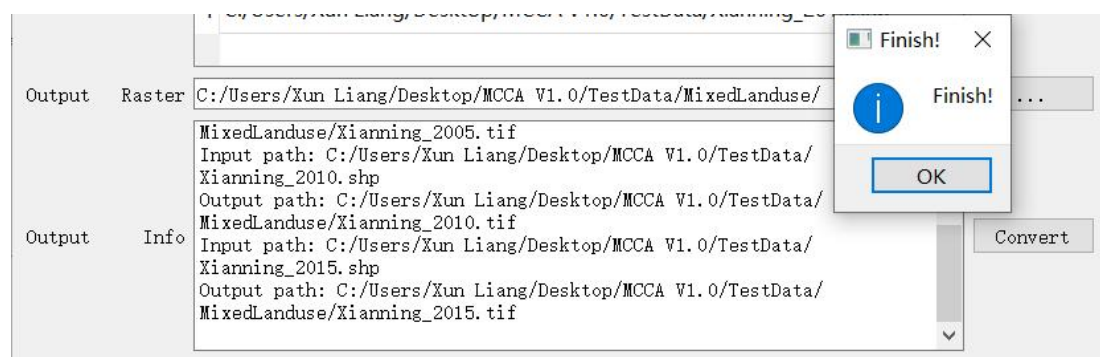 Finish!
Output Raster C:/Users/Xun Liang/Desktop/MCCA V1.0/TestData/MixedLanduse/ ...
Finish!
OK
MixedLanduse/Xianning_2005.tif
Input path: C:/Users/Xun Liang/Desktop/MCCA V1.0/TestData/
Xianning_2010.shp
Output path: C:/Users/Xun Liang/Desktop/MCCA V1.0/TestData/
MixedLanduse/Xianning_2010.tif
Output Info
Input path: C:/Users/Xun Liang/Desktop/MCCA V1.0/TestData/
Xianning_2015.shp
Output path: C:/Users/Xun Liang/Desktop/MCCA V1.0/TestData/
MixedLanduse/Xianning_2015.tif
Convert